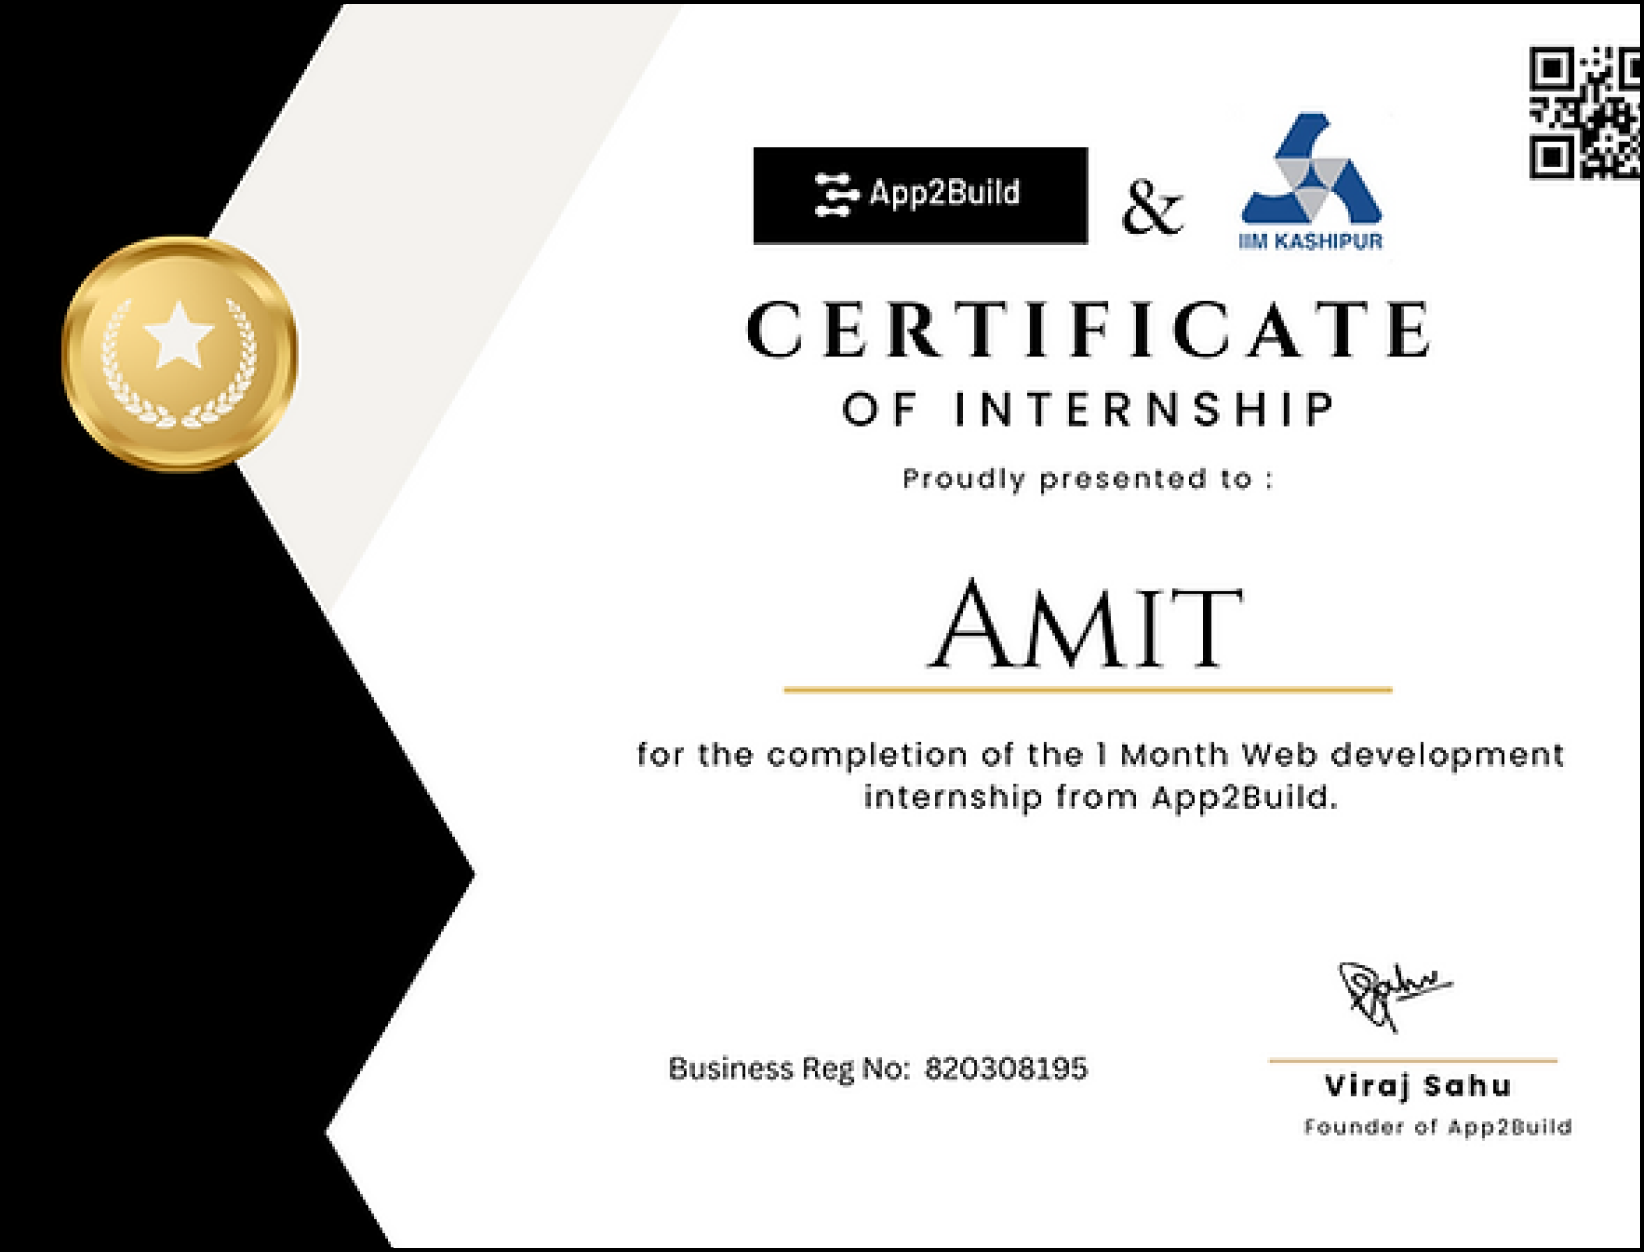 App2Build
&
IIM KASHIPUR
CERTIFICATE
OF INTERNSHIP
Proudly presented to :
AMIT
for the completion of the 1 Month Web development
internship from App2Build.
Business Reg No: 820308195
Viraj Sahu
Founder of App2Build